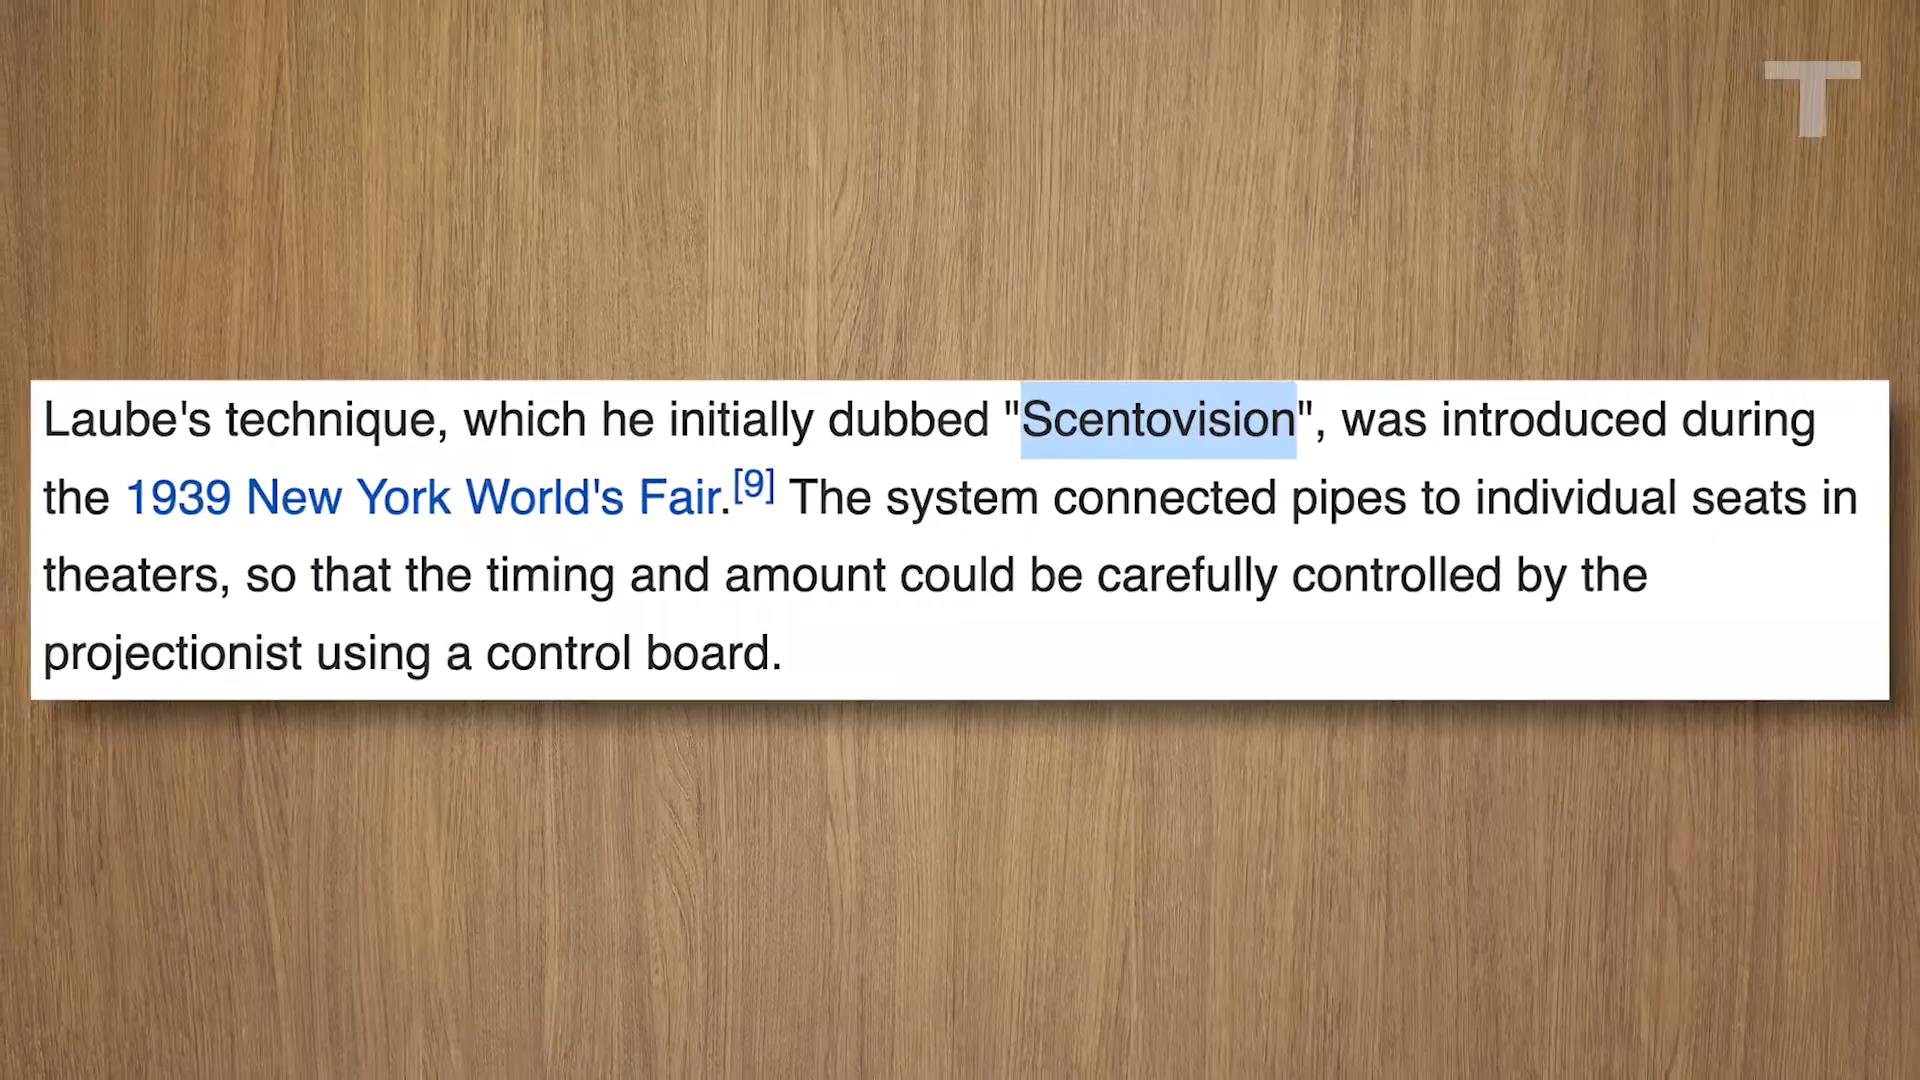 T
Laube's technique, which he initially dubbed "Scentovision", was introduced during
the 1939 New York World's Fair.[9] The system connected pipes to individual seats in
theaters, so that the timing and amount could be carefully controlled by the
projectionist using a control board.